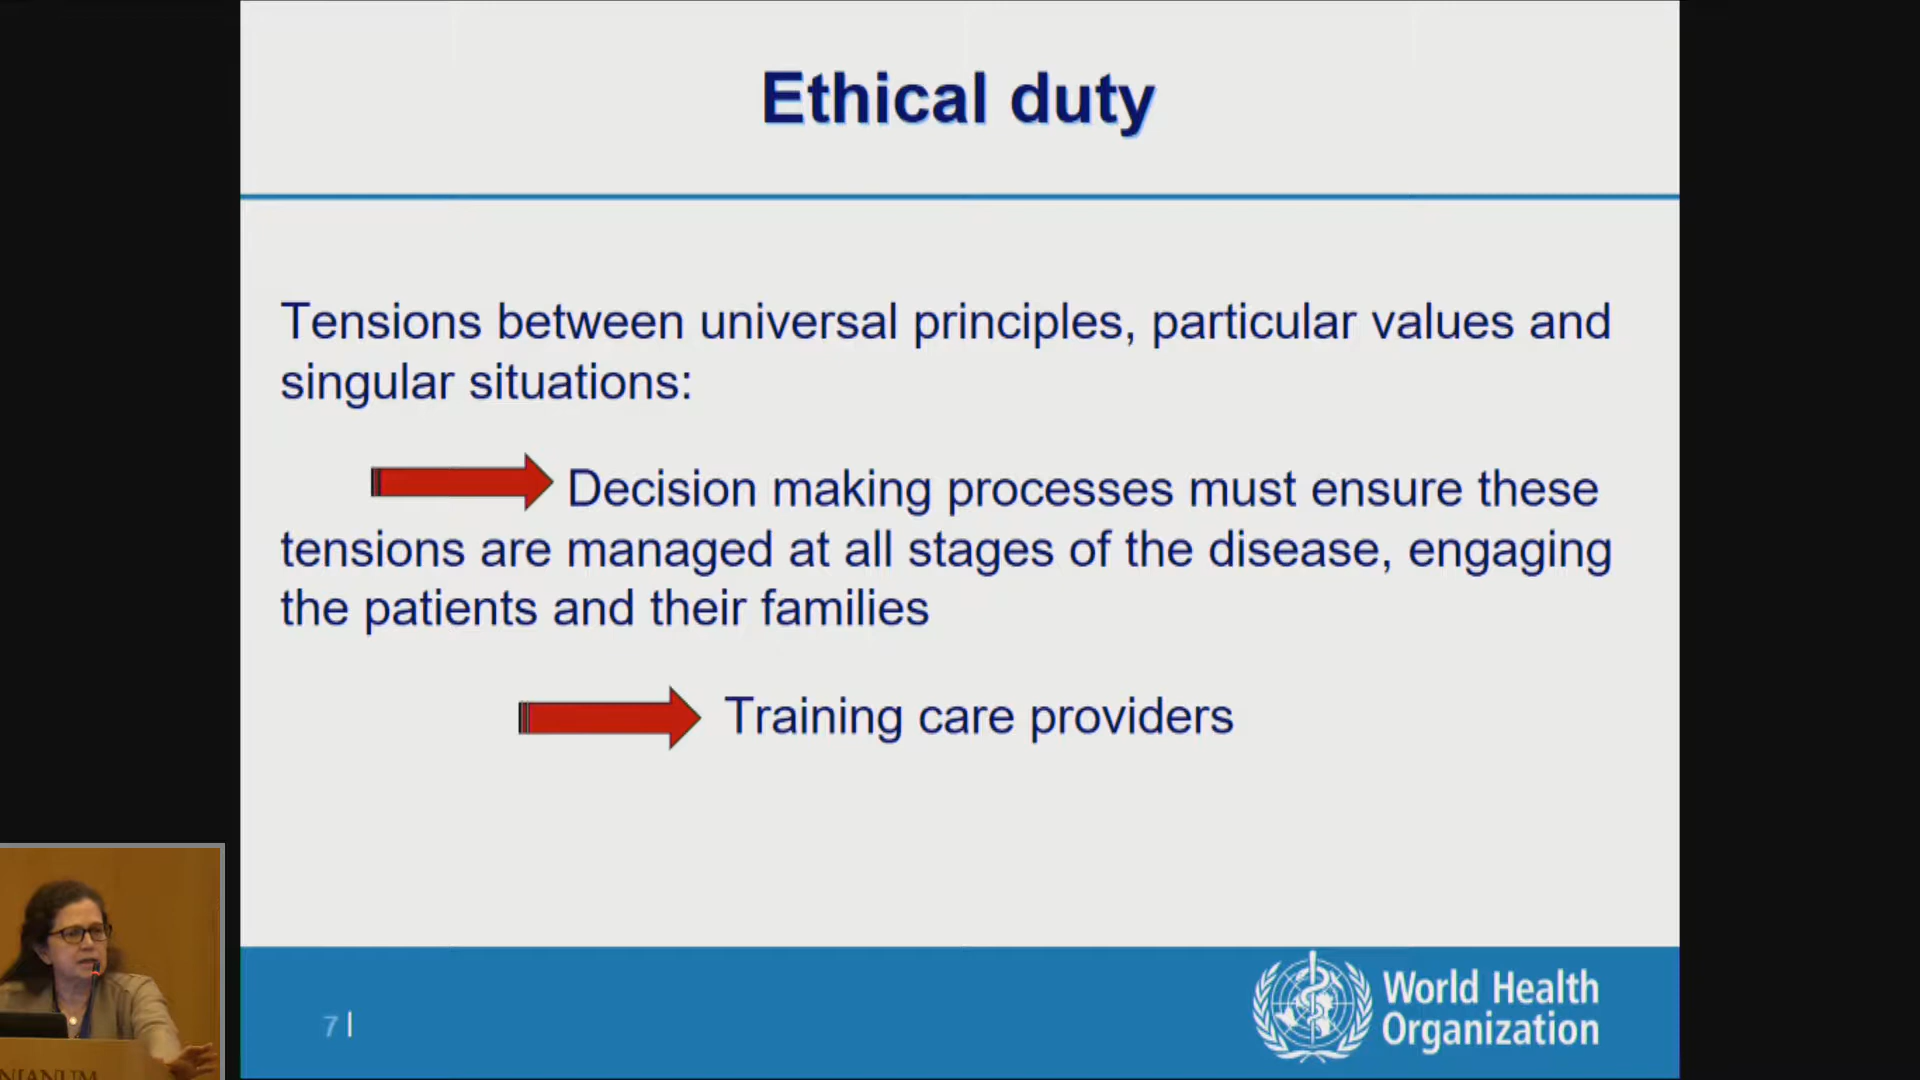 Ethical duty
Tensions between universal principles, particular values and
singular situations:
Decision making processes must ensure these
tensions are managed at all stages of the disease, engaging
the patients and their families
Training care providers
7 |
World Health
Organization